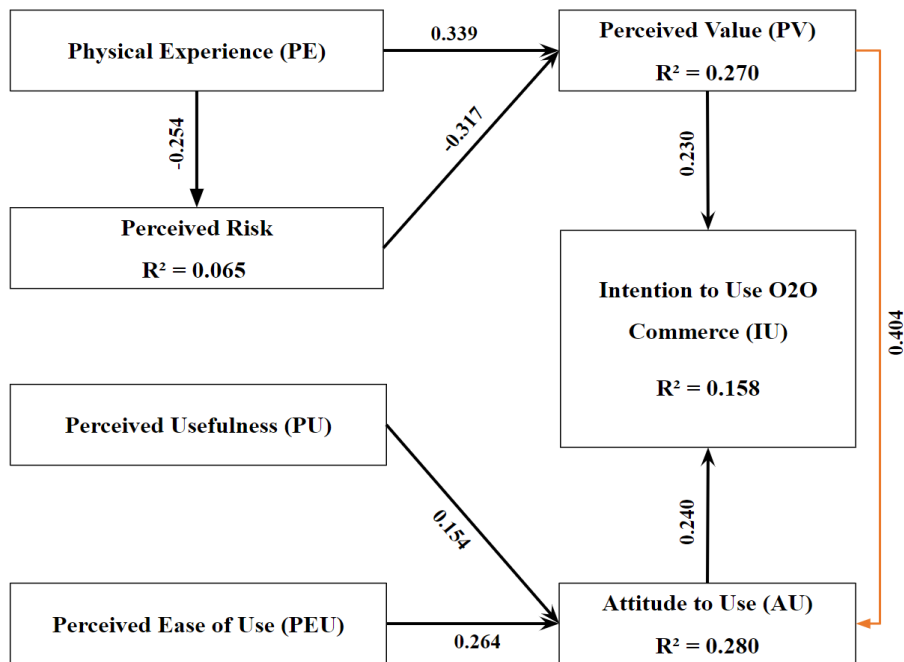 Physical Experience (PE)
0.339
Perceived Value (PV)
R² = 0.270
-0.254
-0.317
0.230
Perceived Risk
R² = 0.065
Intention to Use O2O
Commerce (IU)
R² = 0.158
0.404
Perceived Usefulness (PU)
0.154
0.240
Perceived Ease of Use (PEU)
0.264
Attitude to Use (AU)
R² = 0.280